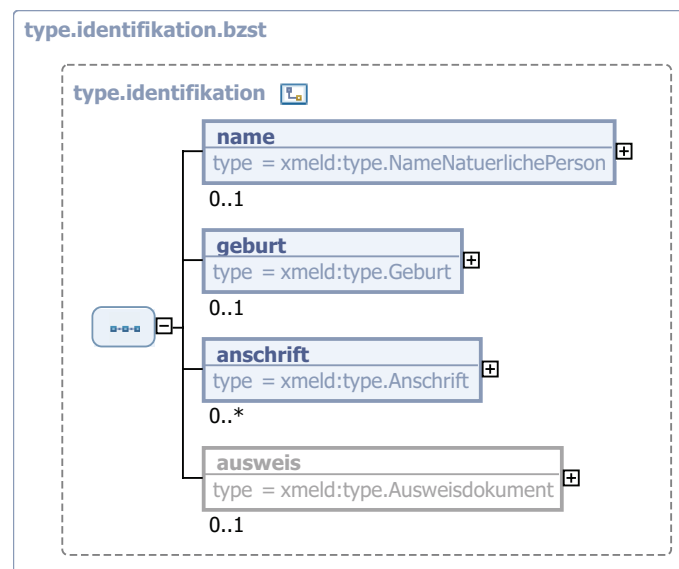 type.identifikation.bzst
type.identifikation
name
type = xmeld:type.NameNatuerlichePerson
0..1
geburt
type = xmeld:type.Geburt
0..1
anschrift
type = xmeld:type.Anschrift
0..*
ausweis
type = xmeld:type.Ausweisdokument
0..1